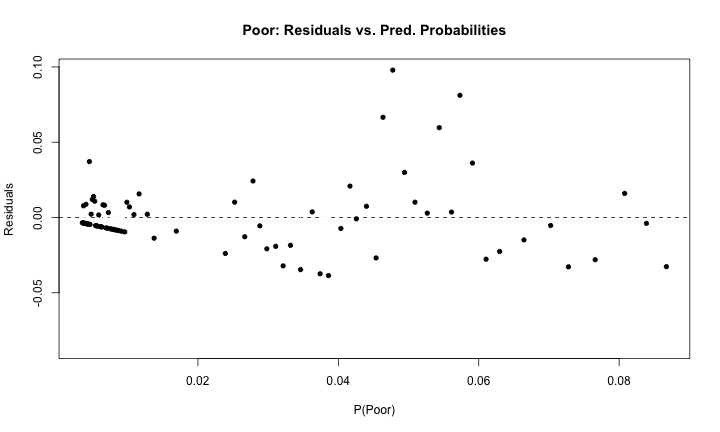 Poor: Residuals vs. Pred. Probabilities
Residuals
0.10
0.05
0.00
-0.05
0.02 0.04 0.06 0.08
P(Poor)